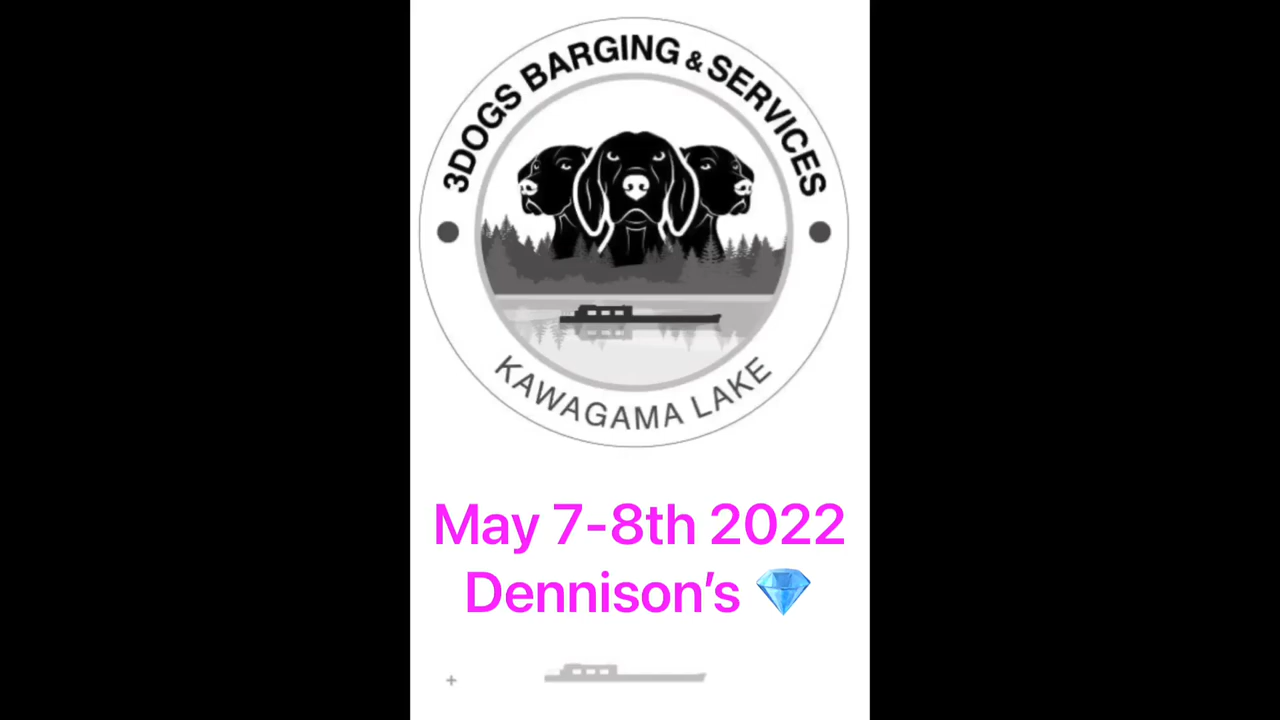 3DOGS BARGING & SERVICES
KAWAGAMA LAKE
May 7-8th 2022
Dennison’s 💎
+